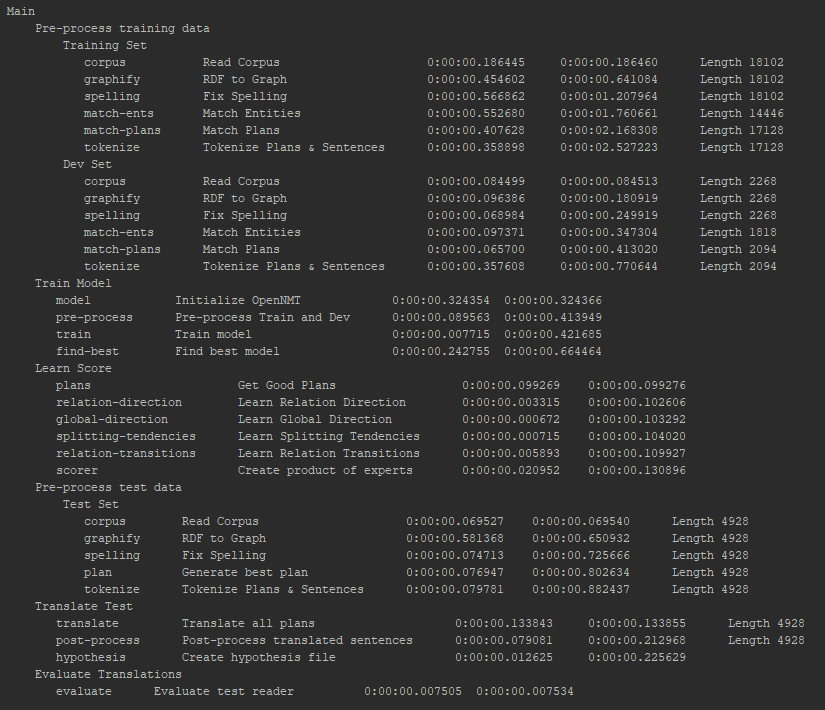 Main
Pre-process training data
Training Set
corpus Read Corpus 0:00:00.186445 0:00:00.186460 Length 18102
graphify RDF to Graph 0:00:00.454602 0:00:00.641084 Length 18102
spelling Fix Spelling 0:00:00.566862 0:00:01.207964 Length 18102
match-ents Match Entities 0:00:00.552680 0:00:01.760661 Length 14446
match-plans Match Plans 0:00:00.407628 0:00:02.168308 Length 17128
tokenize Tokenize Plans & Sentences 0:00:00.358898 0:00:02.527223 Length 17128
Dev Set
corpus Read Corpus 0:00:00.084499 0:00:00.084513 Length 2268
graphify RDF to Graph 0:00:00.096386 0:00:00.180919 Length 2268
spelling Fix Spelling 0:00:00.068984 0:00:00.249919 Length 2268
match-ents Match Entities 0:00:00.097371 0:00:00.347304 Length 1818
match-plans Match Plans 0:00:00.065700 0:00:00.413020 Length 2094
tokenize Tokenize Plans & Sentences 0:00:00.357608 0:00:00.770644 Length 2094
Train Model
model Initialize OpenNMT 0:00:00.324354 0:00:00.324366
pre-process Pre-process Train and Dev 0:00:00.089563 0:00:00.413949
train Train model 0:00:00.007715 0:00:00.421685
find-best Find best model 0:00:00.242755 0:00:00.664464
Learn Score
plans Get Good Plans 0:00:00.099269 0:00:00.099276
relation-direction Learn Relation Direction 0:00:00.003315 0:00:00.102606
global-direction Learn Global Direction 0:00:00.000672 0:00:00.103292
splitting-tendencies Learn Splitting Tendencies 0:00:00.000715 0:00:00.104020
relation-transitions Learn Relation Transitions 0:00:00.005893 0:00:00.109927
scorer Create product of experts 0:00:00.020952 0:00:00.130896
Pre-process test data
Test Set
corpus Read Corpus 0:00:00.069527 0:00:00.069540 Length 4928
graphify RDF to Graph 0:00:00.581368 0:00:00.650932 Length 4928
spelling Fix Spelling 0:00:00.074713 0:00:00.725666 Length 4928
plan Generate best plan 0:00:00.076947 0:00:00.802634 Length 4928
tokenize Tokenize Plans & Sentences 0:00:00.079781 0:00:00.882437 Length 4928
Translate Test
translate Translate all plans 0:00:00.133843 0:00:00.133855 Length 4928
post-process Post-process translated sentences 0:00:00.079081 0:00:00.212968 Length 4928
hypothesis Create hypothesis file 0:00:00.012625 0:00:00.225629
Evaluate Translations
evaluate Evaluate test reader 0:00:00.007505 0:00:00.007534